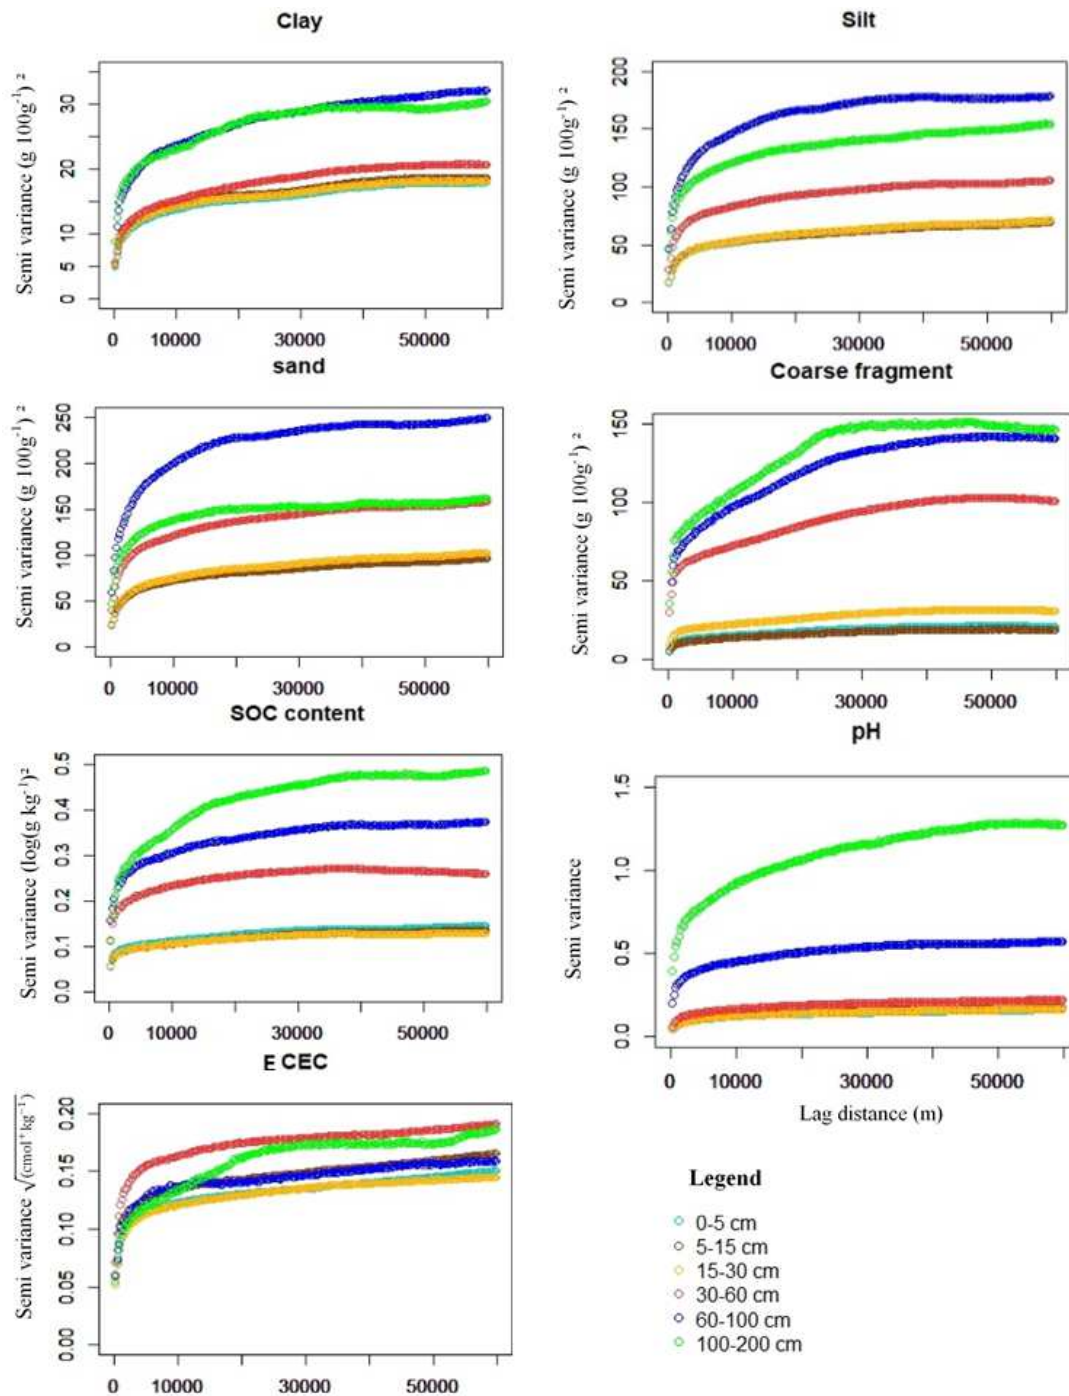 Clay
Semi variance (g 100g⁻¹) ²
0 5 10 20 30
0 10000 30000 50000
Silt
Semi variance (g 100g⁻¹) ²
0 50 100 150 200
0 10000 30000 50000
sand
Semi variance (g 100g⁻¹) ²
0 50 100 150 200 250
0 10000 30000 50000
Coarse fragment
Semi variance (g 100g⁻¹) ²
0 50 100 150
0 10000 30000 50000
SOC content
Semi variance (log(g kg⁻¹)²
0.0 0.1 0.2 0.3 0.4 0.5
0 10000 30000 50000
pH
Semi variance
0.0 0.5 1.0 1.5
0 10000 30000 50000
Lag distance (m)
E CEC
Semi variance √(cmol⁺ kg⁻¹)
0.00 0.05 0.10 0.15 0.20
0 10000 30000 50000
Legend
0-5 cm
5-15 cm
15-30 cm
30-60 cm
60-100 cm
100-200 cm